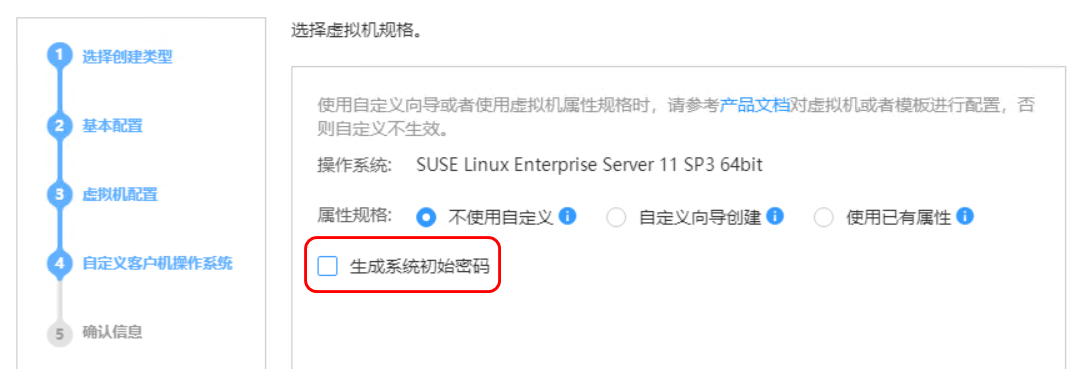 选择虚拟机规格。
1 选择创建类型
2 基本配置
3 虚拟机配置
4 自定义客户机操作系统
5 确认信息
使用自定义向导或者使用虚拟机属性规格时，请参考产品文档对虚拟机或者模板进行配置，否
则自定义不生效。
操作系统: SUSE Linux Enterprise Server 11 SP3 64bit
属性规格: 不使用自定义 i 自定义向导创建 i 使用已有属性 i
生成系统初始密码